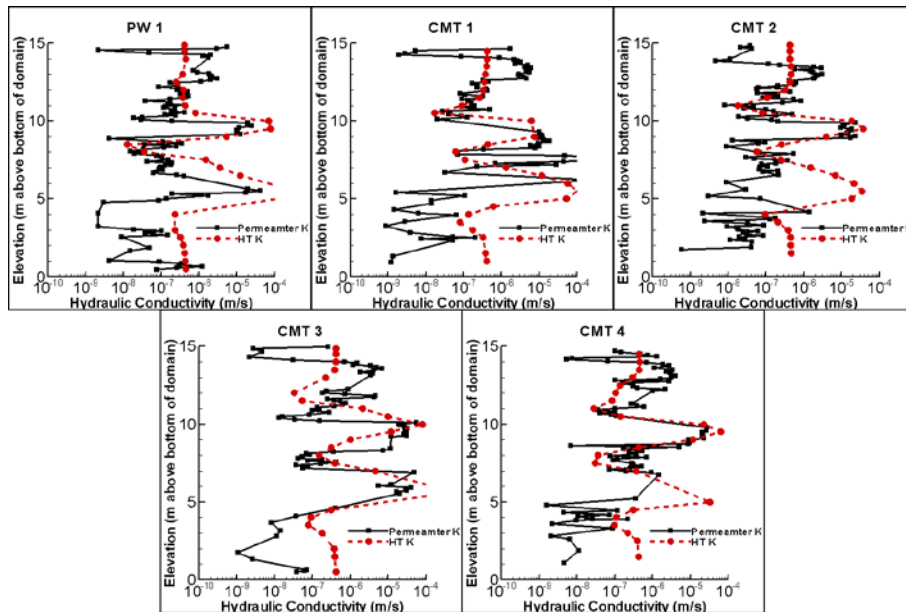 PW 1
Elevation (m above bottom of domain)
15
10
5
0
Permeamter K
HT K
10-10 10-9 10-8 10-7 10-6 10-5 10-4
Hydraulic Conductivity (m/s)
CMT 1
Elevation (m above bottom of domain)
15
10
5
0
Permeamter K
HT K
10-10 10-9 10-8 10-7 10-6 10-5 10-4
Hydraulic Conductivity (m/s)
CMT 2
Elevation (m above bottom of domain)
15
10
5
0
Permeamter K
HT K
10-10 10-9 10-8 10-7 10-6 10-5 10-4
Hydraulic Conductivity (m/s)
CMT 3
Elevation (m above bottom of domain)
15
10
5
0
Permeamter K
HT K
10-10 10-9 10-8 10-7 10-6 10-5 10-4
Hydraulic Conductivity (m/s)
CMT 4
Elevation (m above bottom of domain)
15
10
5
0
Permeamter K
HT K
10-10 10-9 10-8 10-7 10-6 10-5 10-4
Hydraulic Conductivity (m/s)